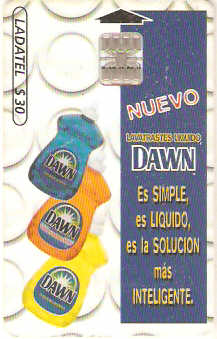 LADATEL $30
NUEVO
LAVATRASTES LIQUIDO
DAWN
Es SIMPLE,
es LIQUIDO,
es la SOLUCION
más
INTELIGENTE.
DAWN
DAWN
DAWN